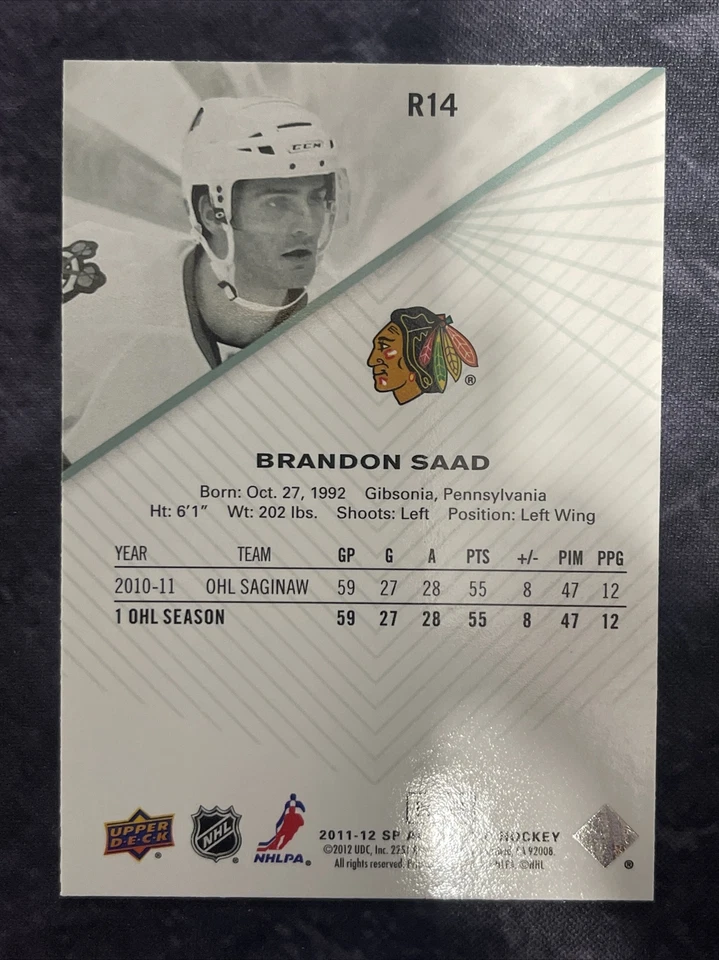 R14
CCM
®
BRANDON SAAD
Born: Oct. 27, 1992 Gibsonia, Pennsylvania
Ht: 6'1" Wt: 202 lbs. Shoots: Left Position: Left Wing
YEAR TEAM GP G A PTS +/- PIM PPG
2010-11 OHL SAGINAW 59 27 28 55 8 47 12
1 OHL SEASON 59 27 28 55 8 47 12
UPPER DECK ® NHL ® NHLPA ® ®
2011-12 SP HOCKEY
©2012 UDC, Inc. CA 92008.
All rights reserved. ©NHL